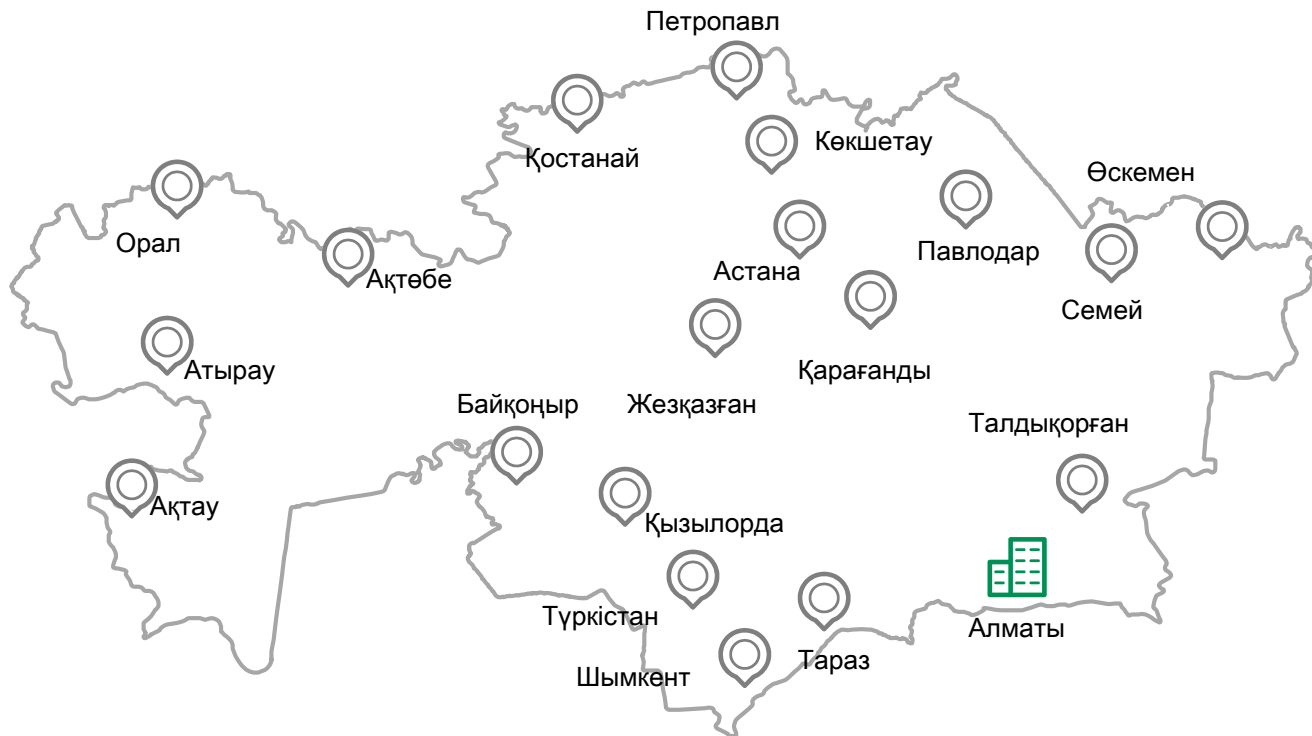 Петропавл
Көкшетау
Қостанай
Өскемен
Орал
Павлодар
Астана
Ақтөбе
Семей
Атырау
Қарағанды
Байқоңыр
Жезқазған
Талдықорған
Ақтау
Қызылорда
Түркістан
Алматы
Тараз
Шымкент